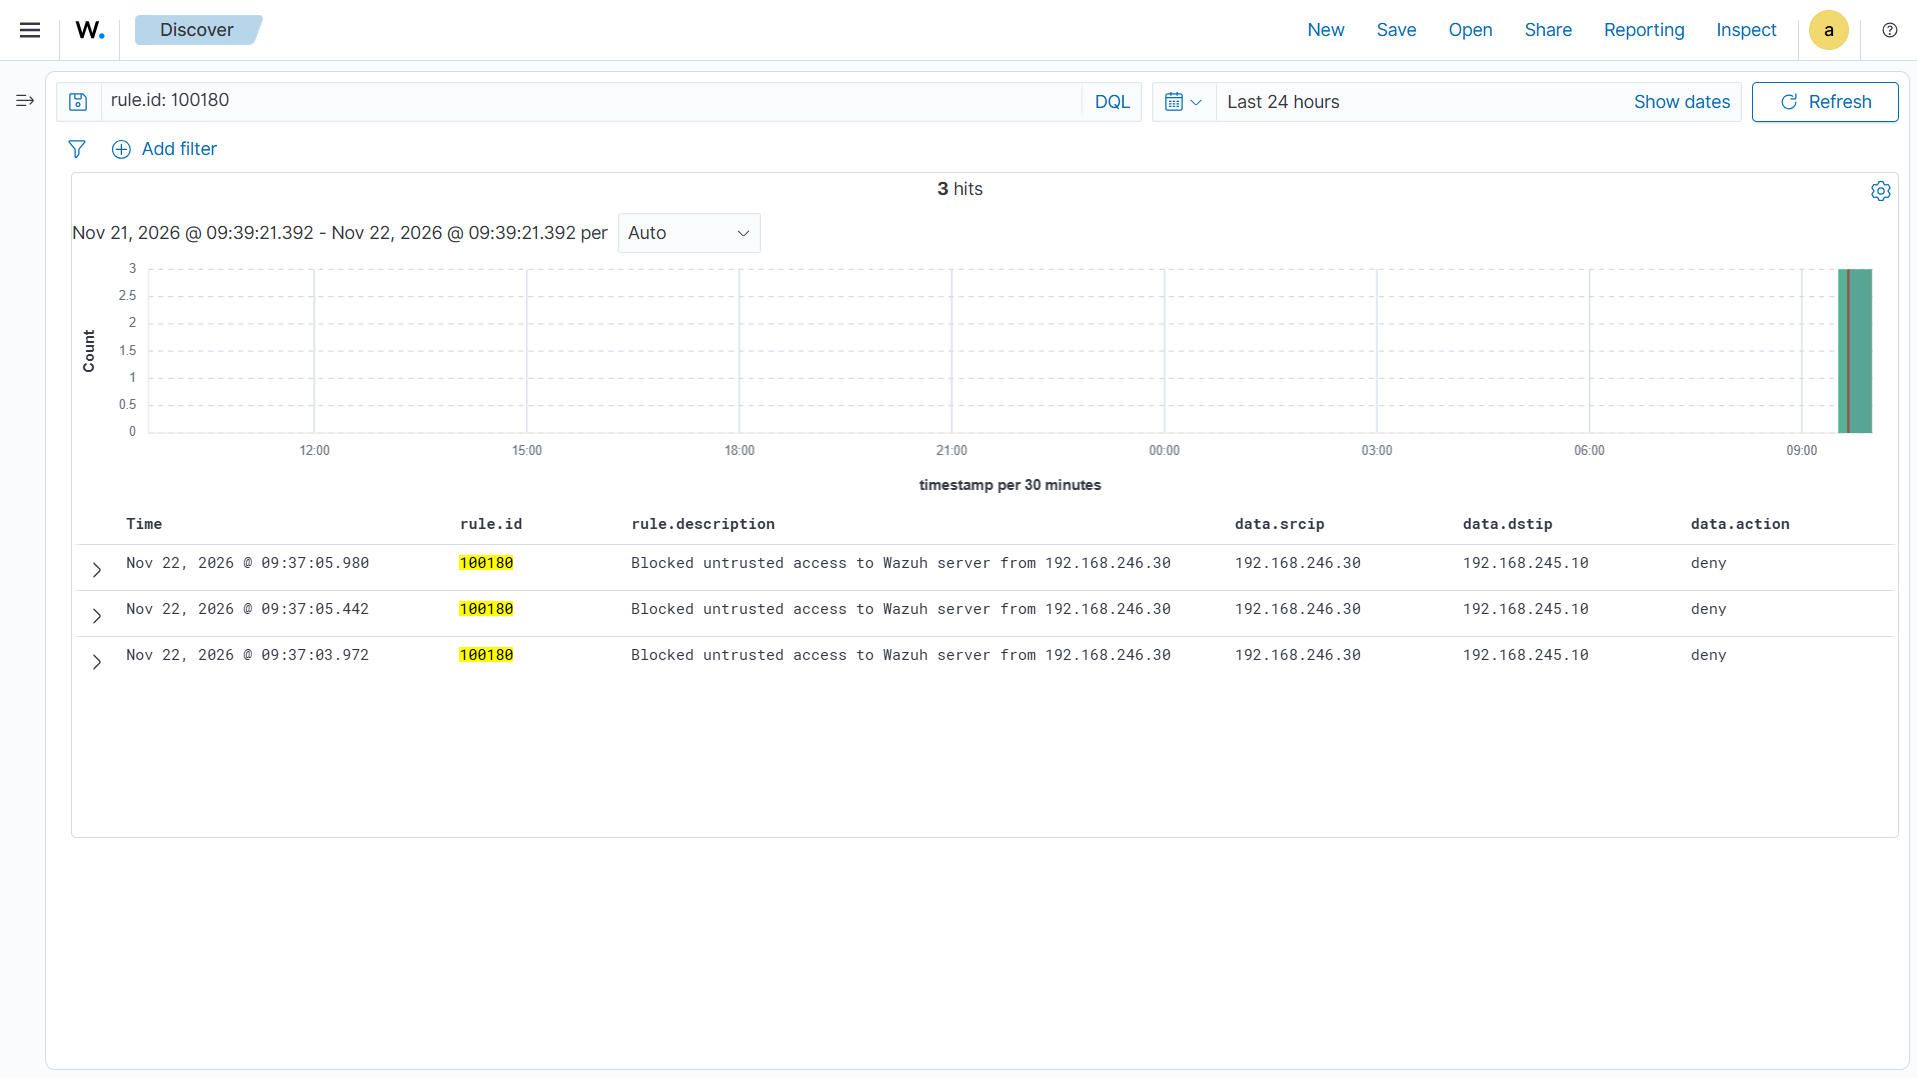 W.
Discover
New
Save
Open
Share
Reporting
Inspect
a
rule.id: 100180
DQL
Last 24 hours
Show dates
Refresh
Add filter
3 hits
Nov 21, 2026 @ 09:39:21.392 - Nov 22, 2026 @ 09:39:21.392 per
Auto
Count
3
2.5
2
1.5
1
0.5
0
12:00
15:00
18:00
21:00
00:00
03:00
06:00
09:00
timestamp per 30 minutes
Time rule.id rule.description data.srcip data.dstip data.action
Nov 22, 2026 @ 09:37:05.980 100180 Blocked untrusted access to Wazuh server from 192.168.246.30 192.168.246.30 192.168.245.10 deny
Nov 22, 2026 @ 09:37:05.442 100180 Blocked untrusted access to Wazuh server from 192.168.246.30 192.168.246.30 192.168.245.10 deny
Nov 22, 2026 @ 09:37:03.972 100180 Blocked untrusted access to Wazuh server from 192.168.246.30 192.168.246.30 192.168.245.10 deny